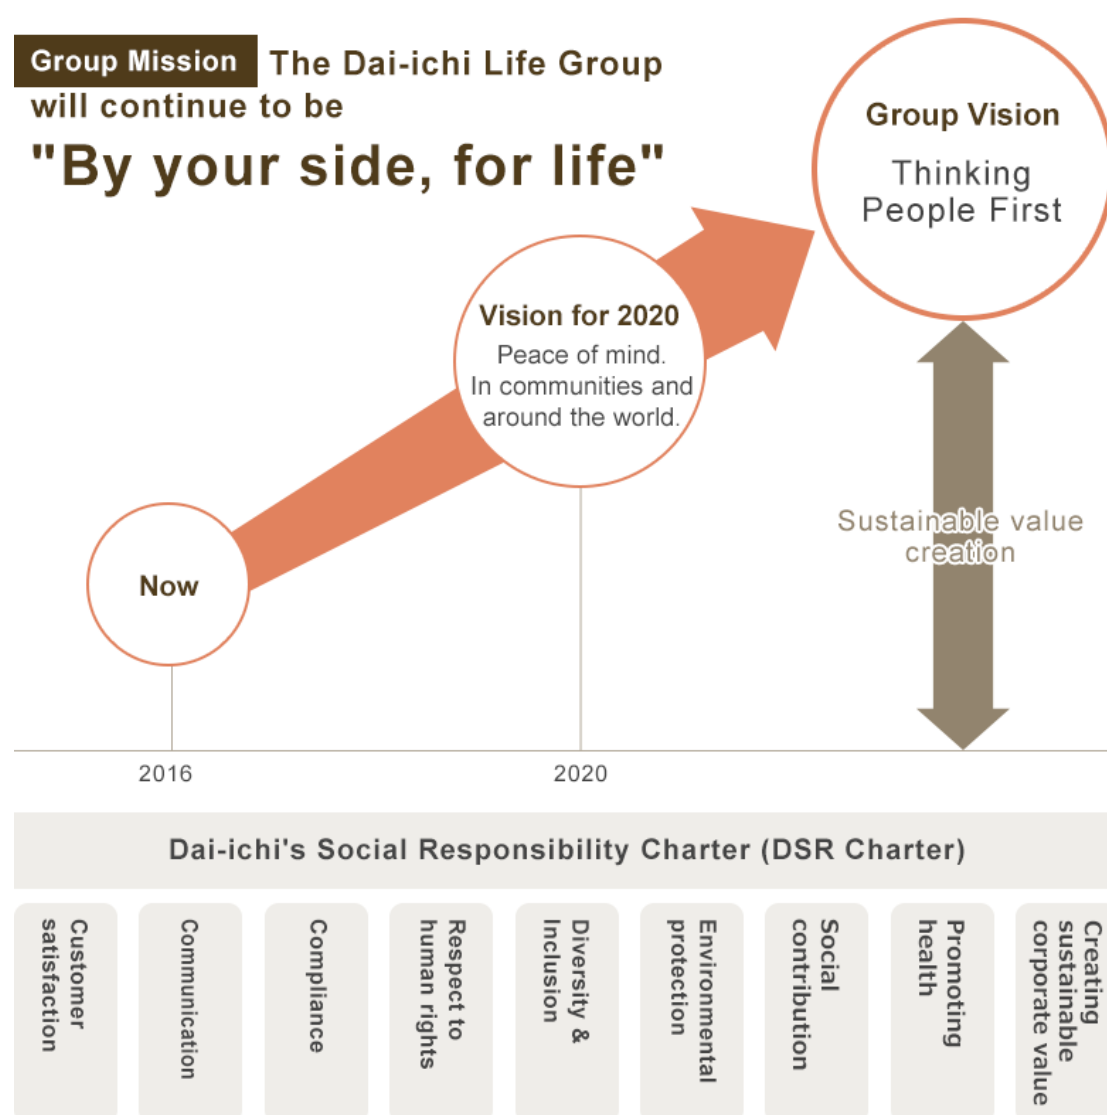 Group Mission The Dai-ichi Life Group
will continue to be
"By your side, for life"
Group Vision
Thinking
People First
Vision for 2020
Peace of mind.
In communities and
around the world.
Now
Sustainable value
creation
2016
2020
Dai-ichi's Social Responsibility Charter (DSR Charter)
Customer
satisfaction
Communication
Compliance
Respect to
human rights
Diversity &
Inclusion
Environmental
protection
Social
contribution
Promoting
health
Creating
sustainable
corporate value